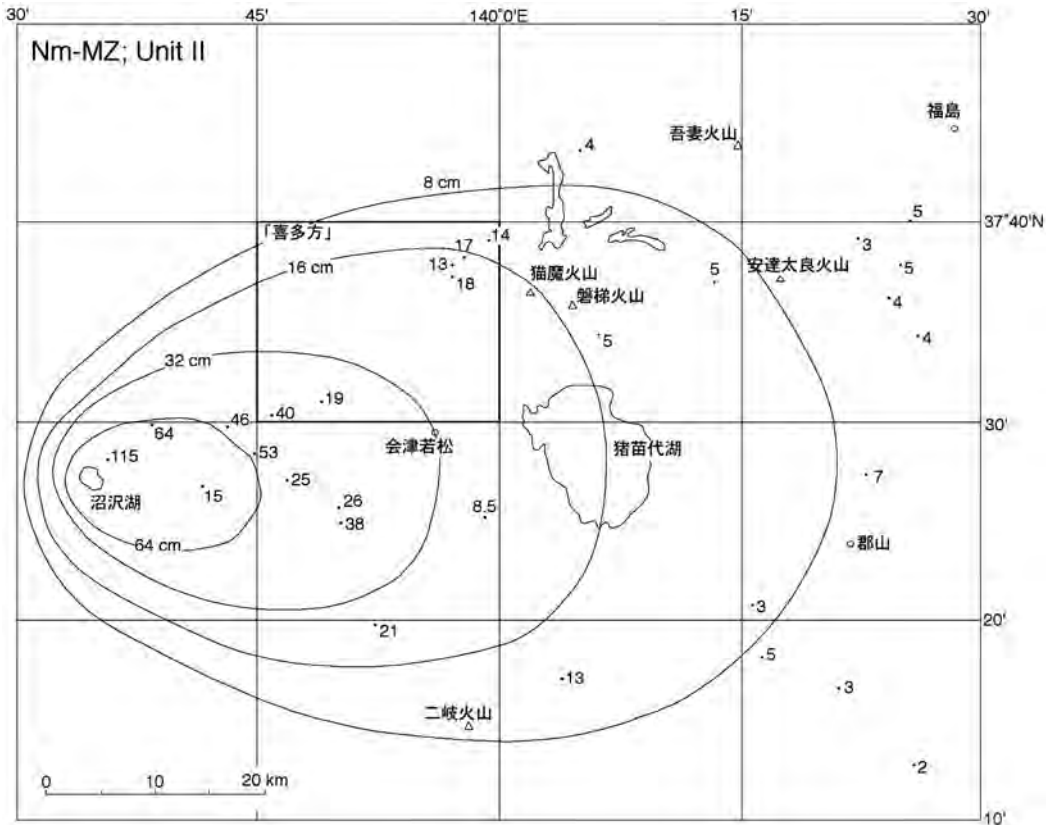 30'
45'
140°0'E
15'
30'
Nm-MZ; Unit II
福島
吾妻火山
4
8 cm
5
37°40'N
「喜多方」
14
17
3
16 cm
13
猫魔火山
5
安達太良火山
5
18
磐梯火山
4
5
4
32 cm
19
40
46
30'
64
会津若松
猪苗代湖
53
115
25
7
15
沼沢湖
26
8.5
38
64 cm
郡山
3
20'
21
5
13
3
二岐火山
2
0
10
20 km
10'